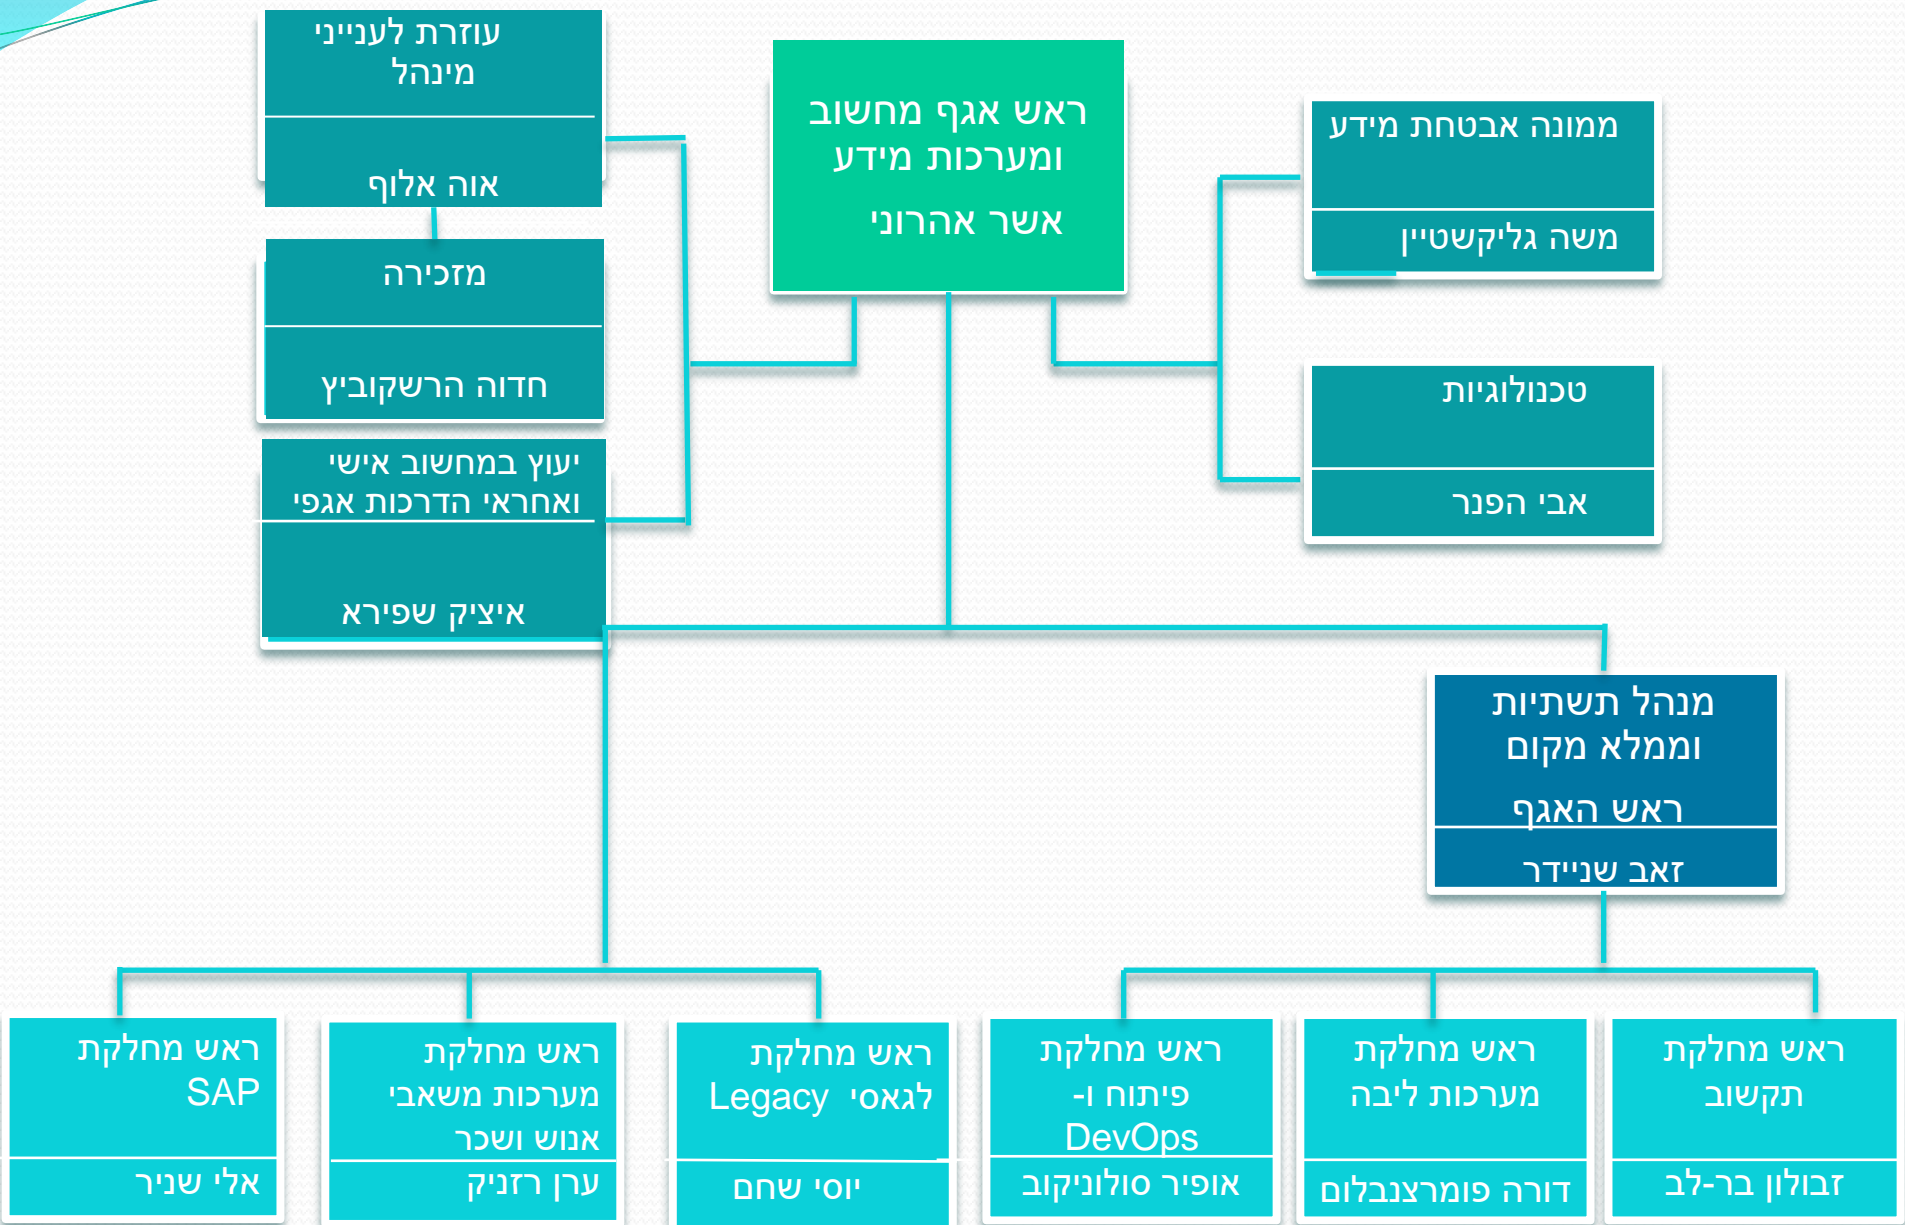 ראש אגף מחשוב
ומערכות מידע
אשר אהרוני
ממונה אבטחת מידע
משה גליקשטיין
טכנולוגיות
אבי הפנר
עוזרת לענייני
מינהל
אוה אלוף
מזכירה
חדוה הרשקוביץ
יעוץ במחשוב אישי
ואחראי הדרכות אגפי
איציק שפירא
מנהל תשתיות
וממלא מקום
ראש האגף
זאב שניידר
ראש מחלקת
תקשוב
זבולון בר-לב
ראש מחלקת
מערכות ליבה
דורה פומרצנבלום
ראש מחלקת
פיתוח ו-
DevOps
אופיר סולוניקוב
ראש מחלקת
לגאסי Legacy
יוסי שחם
ראש מחלקת
מערכות משאבי
אנוש ושכר
ערן רזניק
ראש מחלקת
SAP
אלי שניר